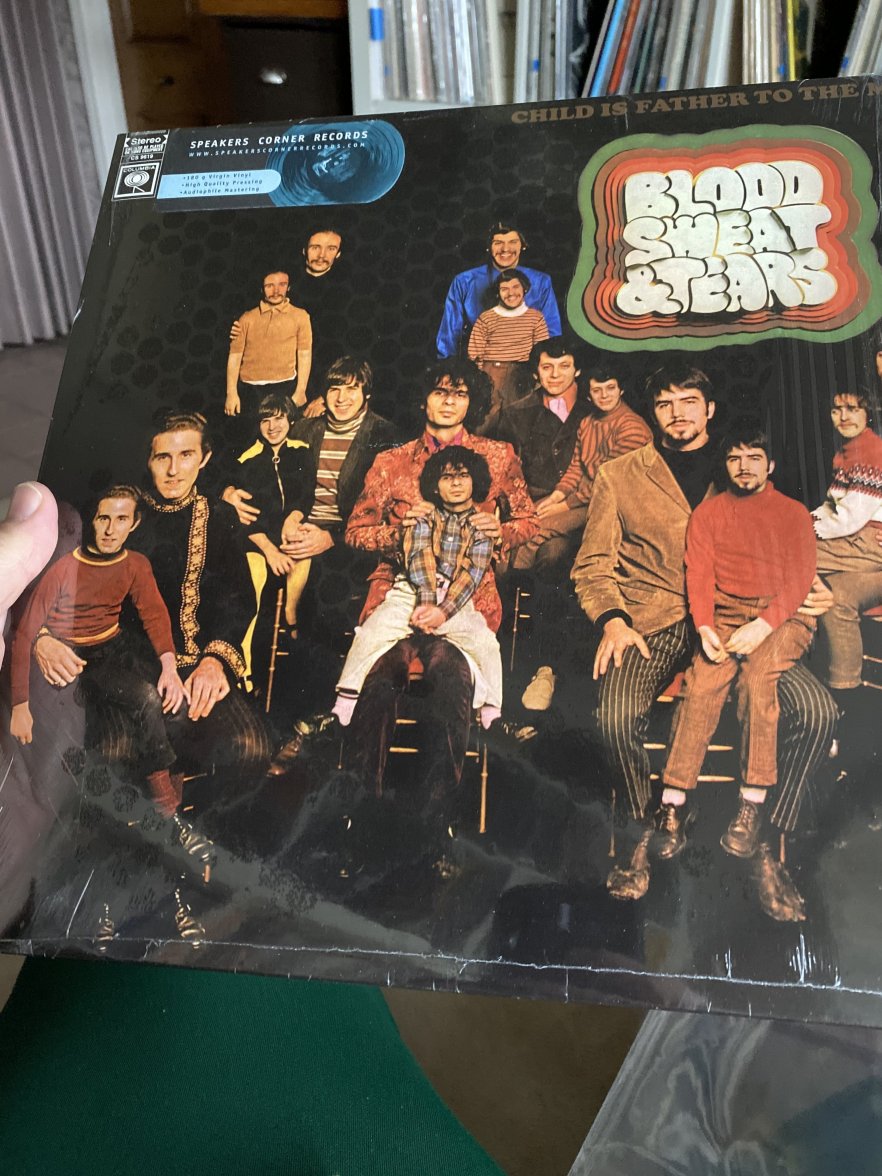 CHILD IS FATHER TO THE M
Stereo
CS 9619
COLUMBIA
SPEAKERS CORNER RECORDS
WWW.SPEAKERSCORNERRECORDS.COM
•180 g Virgin Vinyl
•High Quality Pressing
•Audiophile Mastering
BLOOD
SWEAT
& TEARS